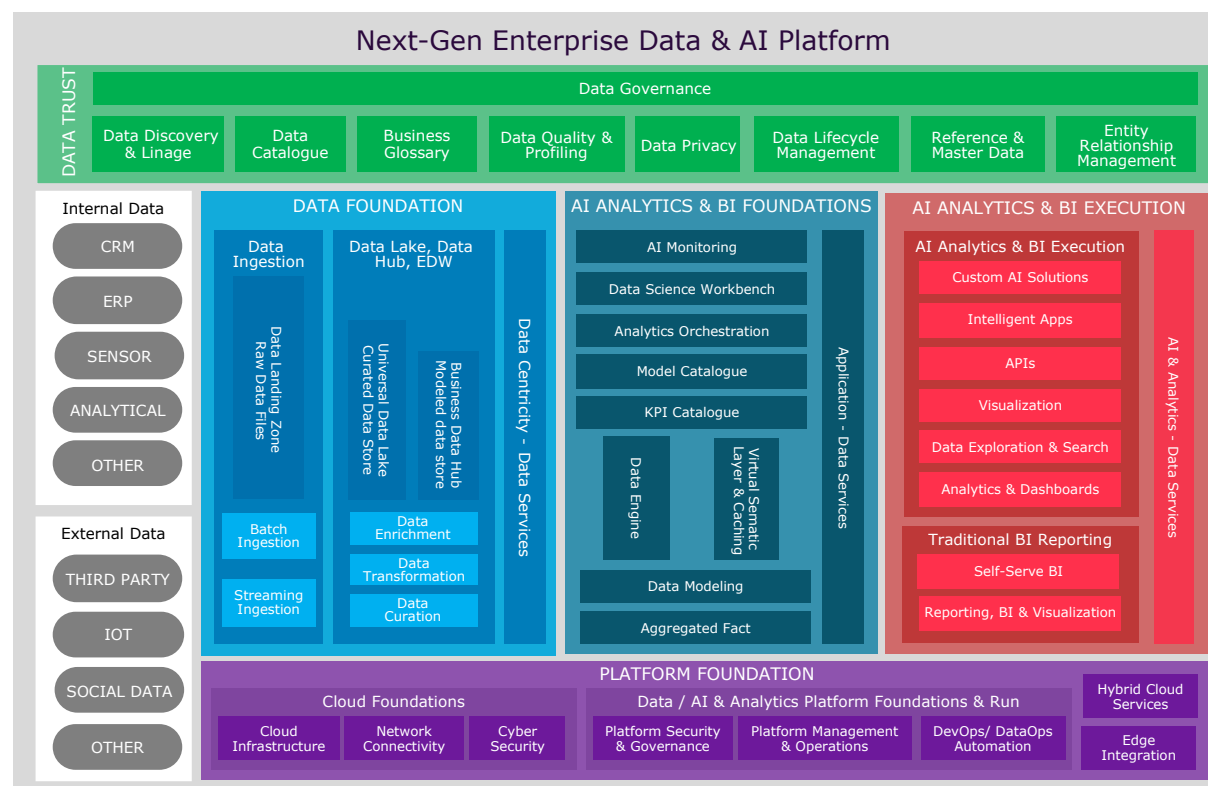 Next-Gen Enterprise Data & AI Platform
DATA TRUST
Data Governance
Data Discovery
& Linage
Data
Catalogue
Business
Glossary
Data Quality &
Profiling
Data Privacy
Data Lifecycle
Management
Reference &
Master Data
Entity
Relationship
Management
Internal Data
CRM
ERP
SENSOR
ANALYTICAL
OTHER
External Data
THIRD PARTY
IOT
SOCIAL DATA
OTHER
DATA FOUNDATION
Data
Ingestion
Data Landing Zone
Raw Data Files
Batch
Ingestion
Streaming
Ingestion
Data Lake, Data
Hub, EDW
Universal Data Lake
Curated Data Store
Business Data Hub
Modeled data store
Data
Enrichment
Data
Transformation
Data
Curation
Data Centricity - Data Services
AI ANALYTICS & BI FOUNDATIONS
AI Monitoring
Data Science Workbench
Analytics Orchestration
Model Catalogue
KPI Catalogue
Data Engine
Virtual Sematic
Layer & Caching
Data Modeling
Aggregated Fact
Application - Data Services
AI ANALYTICS & BI EXECUTION
AI Analytics & BI Execution
Custom AI Solutions
Intelligent Apps
APIs
Visualization
Data Exploration & Search
Analytics & Dashboards
Traditional BI Reporting
Self-Serve BI
Reporting, BI & Visualization
AI & Analytics - Data Services
PLATFORM FOUNDATION
Cloud Foundations
Cloud
Infrastructure
Network
Connectivity
Cyber
Security
Data / AI & Analytics Platform Foundations & Run
Platform Security
& Governance
Platform Management
& Operations
DevOps/ DataOps
Automation
Hybrid Cloud
Services
Edge
Integration